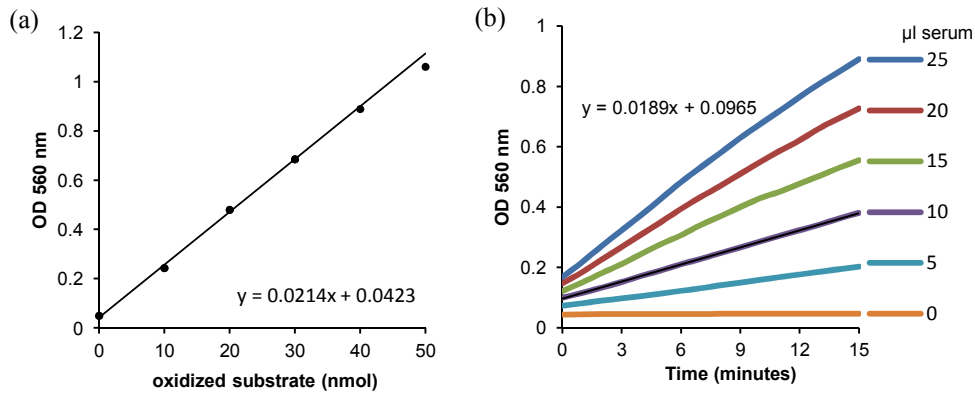 (a)
OD 560 nm
1.2
1
0.8
0.6
0.4
0.2
0
y = 0.0214x + 0.0423
0 10 20 30 40 50
oxidized substrate (nmol)
(b)
OD 560 nm
1
0.8
0.6
0.4
0.2
0
y = 0.0189x + 0.0965
0 3 6 9 12 15
Time (minutes)
µl serum
25
20
15
10
5
0